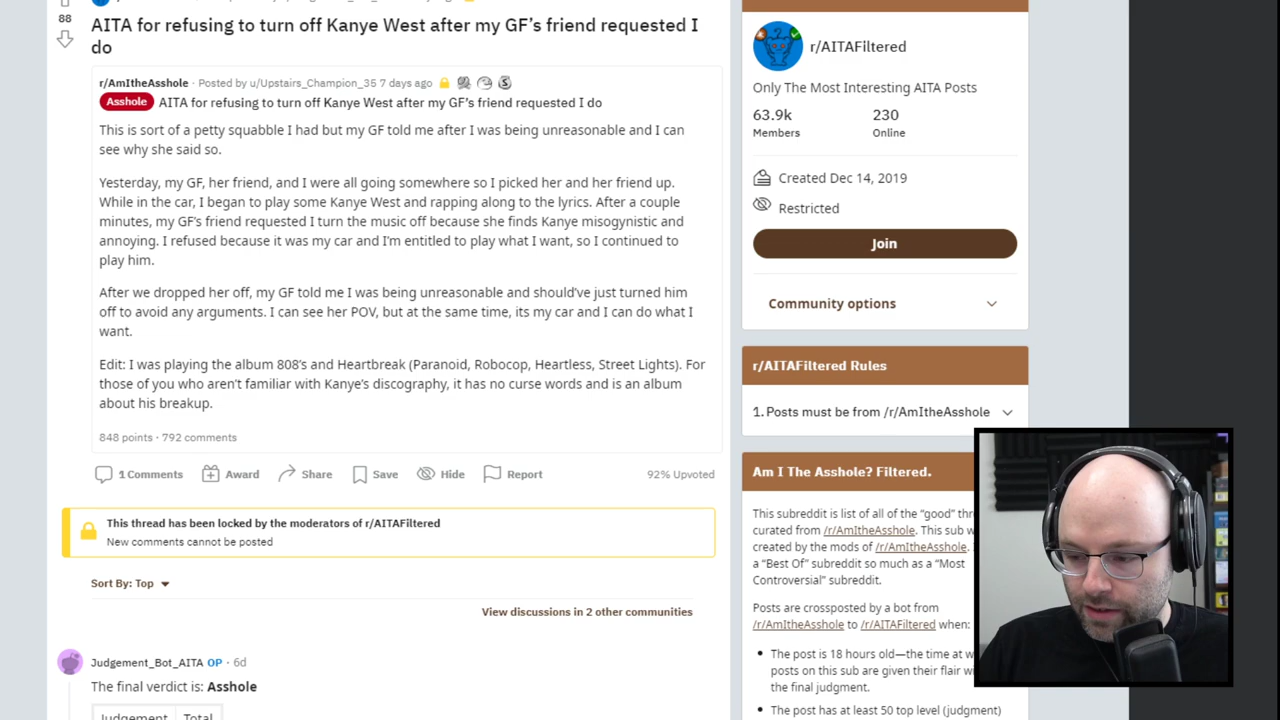 88
AITA for refusing to turn off Kanye West after my GF's friend requested I
do
r/AmItheAsshole · Posted by u/Upstairs_Champion_35 7 days ago
Asshole AITA for refusing to turn off Kanye West after my GF's friend requested I do
This is sort of a petty squabble I had but my GF told me after I was being unreasonable and I can
see why she said so.
Yesterday, my GF, her friend, and I were all going somewhere so I picked her and her friend up.
While in the car, I began to play some Kanye West and rapping along to the lyrics. After a couple
minutes, my GF's friend requested I turn the music off because she finds Kanye misogynistic and
annoying. I refused because it was my car and I'm entitled to play what I want, so I continued to
play him.
After we dropped her off, my GF told me I was being unreasonable and should've just turned him
off to avoid any arguments. I can see her POV, but at the same time, its my car and I can do what I
want.
Edit: I was playing the album 808's and Heartbreak (Paranoid, Robocop, Heartless, Street Lights). For
those of you who aren't familiar with Kanye's discography, it has no curse words and is an album
about his breakup.
848 points · 792 comments
1 Comments
Award
Share
Save
Hide
Report
92% Upvoted
This thread has been locked by the moderators of r/AITAFiltered
New comments cannot be posted
Sort By: Top
View discussions in 2 other communities
Judgement_Bot_AITA OP · 6d
The final verdict is: Asshole
Judgement Total
r/AITAFiltered
Only The Most Interesting AITA Posts
63.9k 230
Members Online
Created Dec 14, 2019
Restricted
Join
Community options
r/AITAFiltered Rules
1. Posts must be from /r/AmItheAsshole
Am I The Asshole? Filtered.
This subreddit is list of all of the "good"
curated from /r/AmItheAsshole. This sub
created by the mods of /r/AmItheAsshole.
a "Best Of" subreddit so much as a "Most
Controversial" subreddit.
Posts are crossposted by a bot from
/r/AmItheAsshole to /r/AITAFiltered when:
The post is 18 hours old—the time at
posts on this sub are given their flair
the final judgment.
The post has at least 50 top level (judgment)